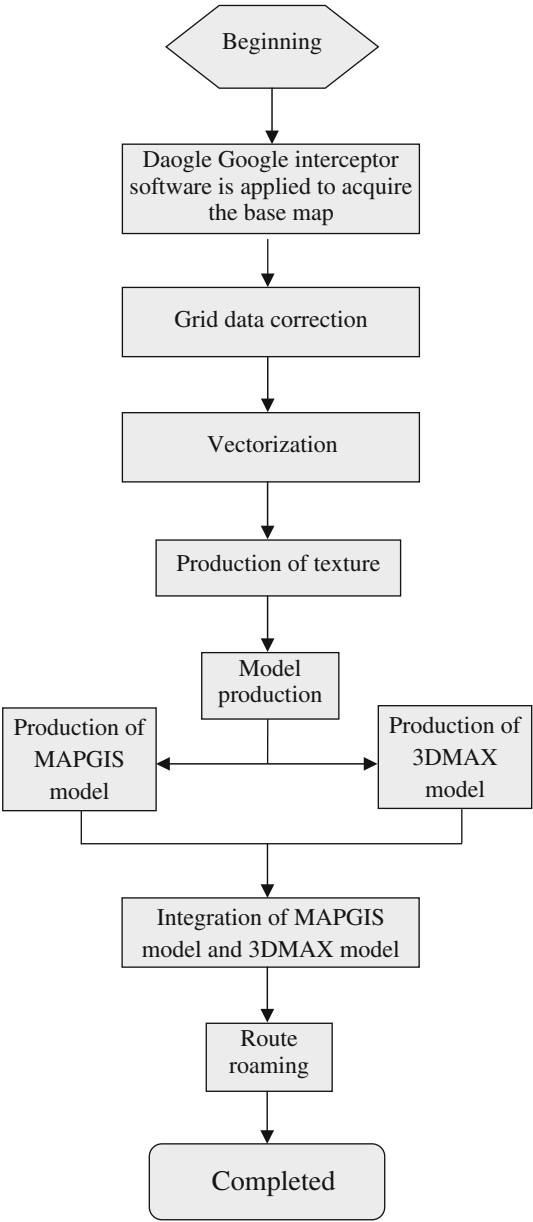 Beginning
Daogle Google interceptor
software is applied to acquire
the base map
Grid data correction
Vectorization
Production of texture
Model
production
Production of
MAPGIS
model
Production of
3DMAX
model
Integration of MAPGIS
model and 3DMAX model
Route
roaming
Completed